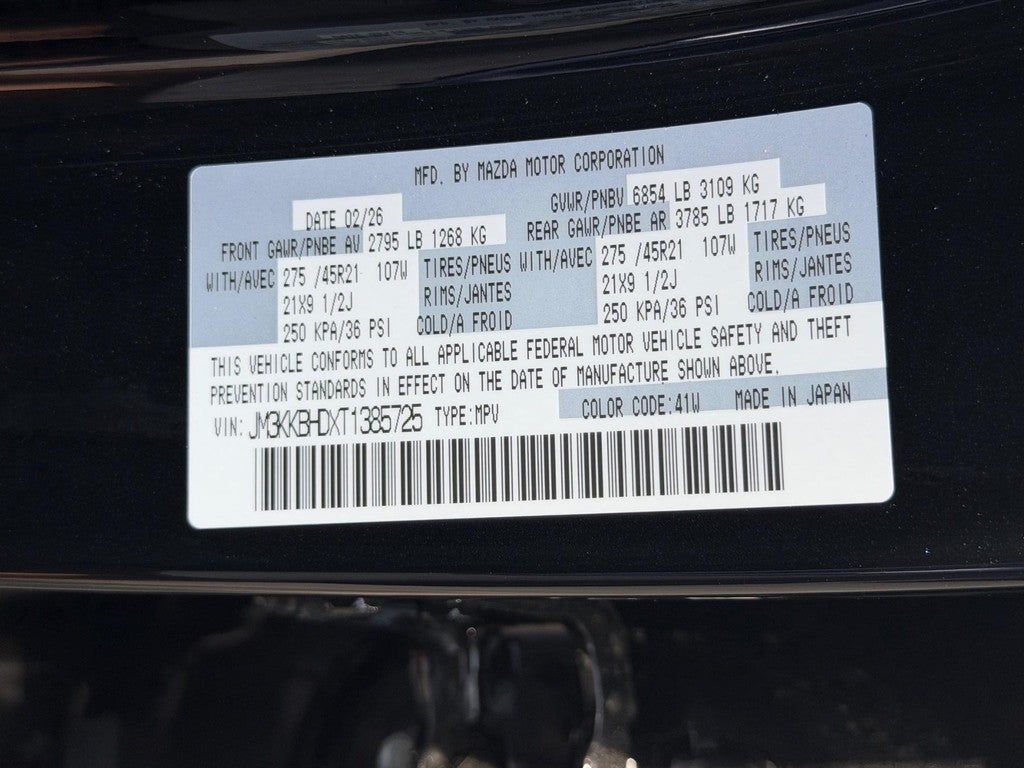 MFD. BY MAZDA MOTOR CORPORATION
DATE 02/26 GVWR/PNBV 6854 LB 3109 KG
FRONT GAWR/PNBE AV 2795 LB 1268 KG REAR GAWR/PNBE AR 3785 LB 1717 KG
WITH/AVEC 275 /45R21 107W TIRES/PNEUS WITH/AVEC 275 /45R21 107W TIRES/PNEUS
21X9 1/2J RIMS/JANTES 21X9 1/2J RIMS/JANTES
250 KPA/36 PSI COLD/A FROID 250 KPA/36 PSI COLD/A FROID
THIS VEHICLE CONFORMS TO ALL APPLICABLE FEDERAL MOTOR VEHICLE SAFETY AND THEFT
PREVENTION STANDARDS IN EFFECT ON THE DATE OF MANUFACTURE SHOWN ABOVE.
VIN: JM3KKBHDXT1385725 TYPE:MPV COLOR CODE:41W MADE IN JAPAN